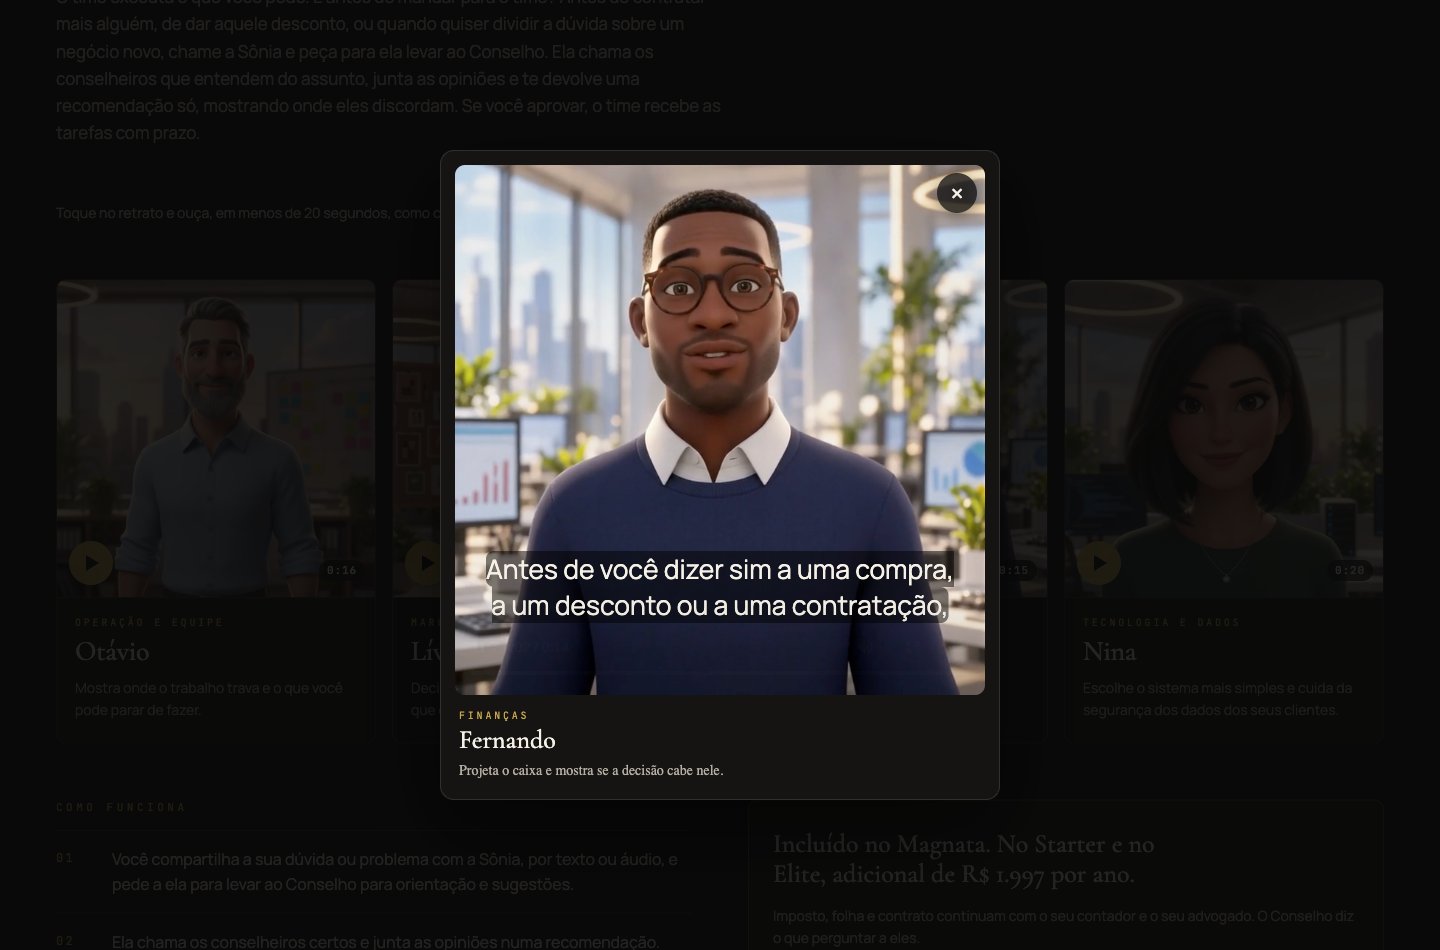 mais alguém, de dar aquele desconto, ou quando quiser dividir a dúvida sobre um
negócio novo, chame a Sônia e peça para ela levar ao Conselho. Ela chama os
conselheiros que entendem do assunto, junta as opiniões e te devolve uma
recomendação só, mostrando onde eles discordam. Se você aprovar, o time recebe as
tarefas com prazo.
Toque no retrato e ouça, em menos de 20 segundos, como
×
Antes de você dizer sim a uma compra,
a um desconto ou a uma contratação,
0:16
0:15
0:20
OPERAÇÃO E EQUIPE
Otávio
Mostra onde o trabalho trava e o que você
pode parar de fazer.
FINANÇAS
Fernando
Projeta o caixa e mostra se a decisão cabe nele.
TECNOLOGIA E DADOS
Nina
Escolhe o sistema mais simples e cuida da
segurança dos dados dos seus clientes.
COMO FUNCIONA
01
Você compartilha a sua dúvida ou problema com a Sônia, por texto ou áudio, e
pede a ela para levar ao Conselho para orientação e sugestões.
02
Ela chama os conselheiros certos e junta as opiniões numa recomendação.
Incluído no Magnata. No Starter e no
Elite, adicional de R$ 1.997 por ano.
Imposto, folha e contrato continuam com o seu contador e o seu advogado. O Conselho diz
o que perguntar a eles.